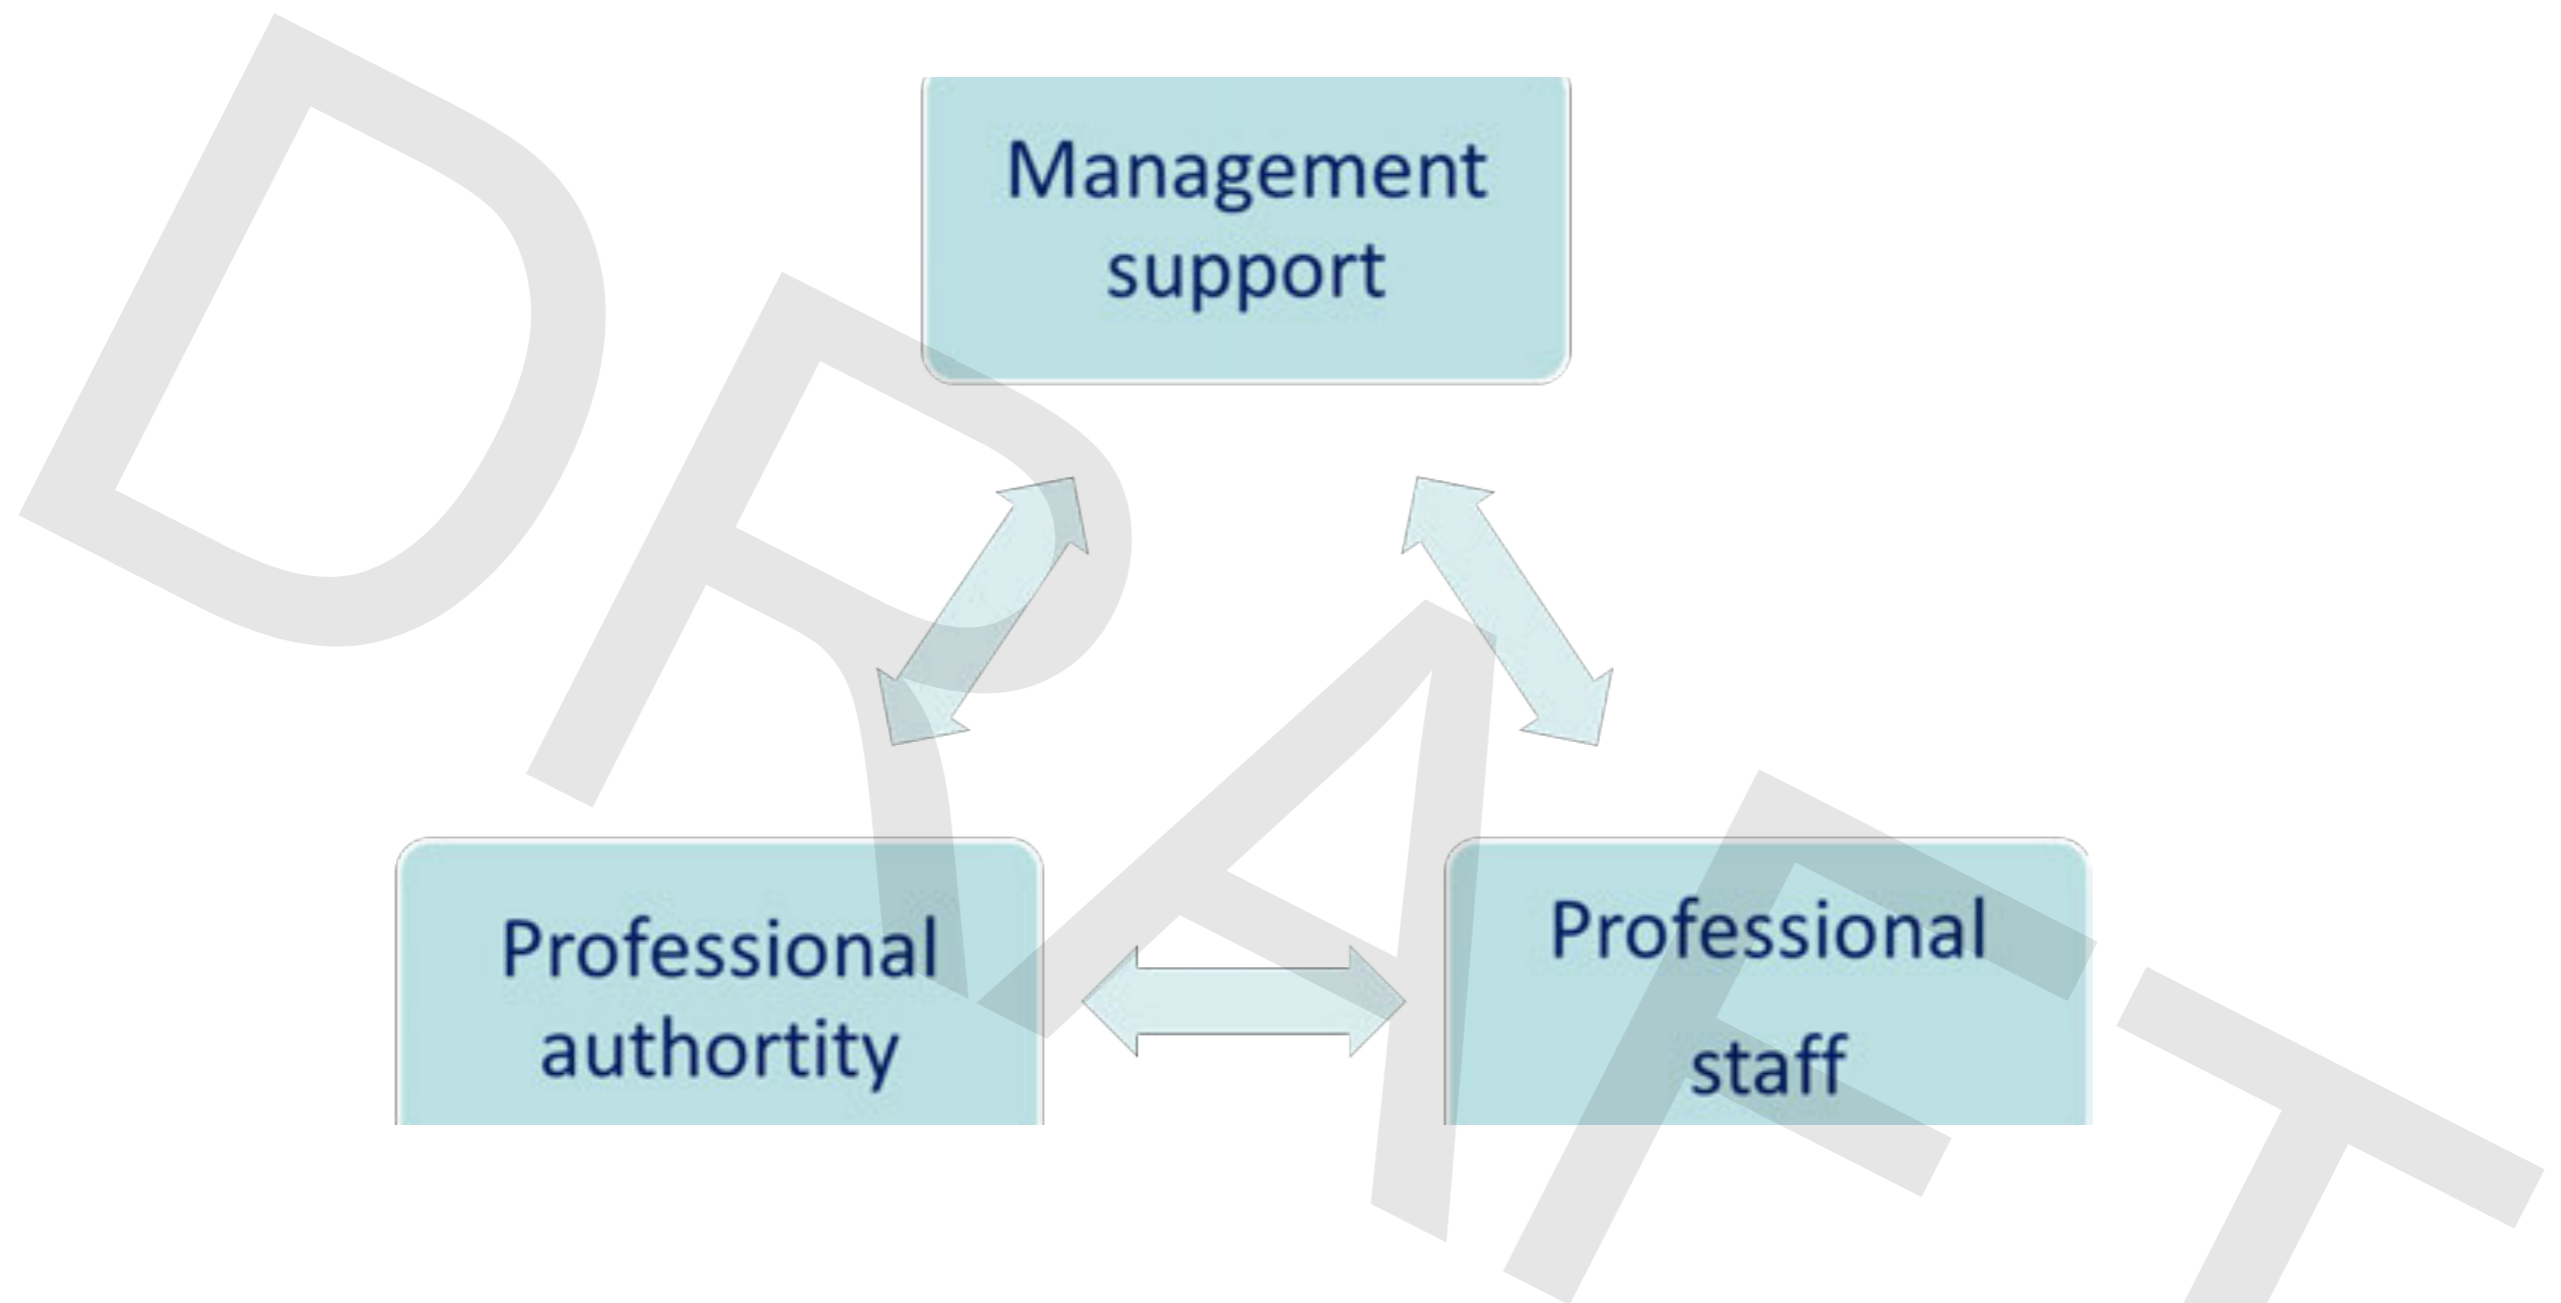 Management
support
Professional
authortity
Professional
staff
DRAFT